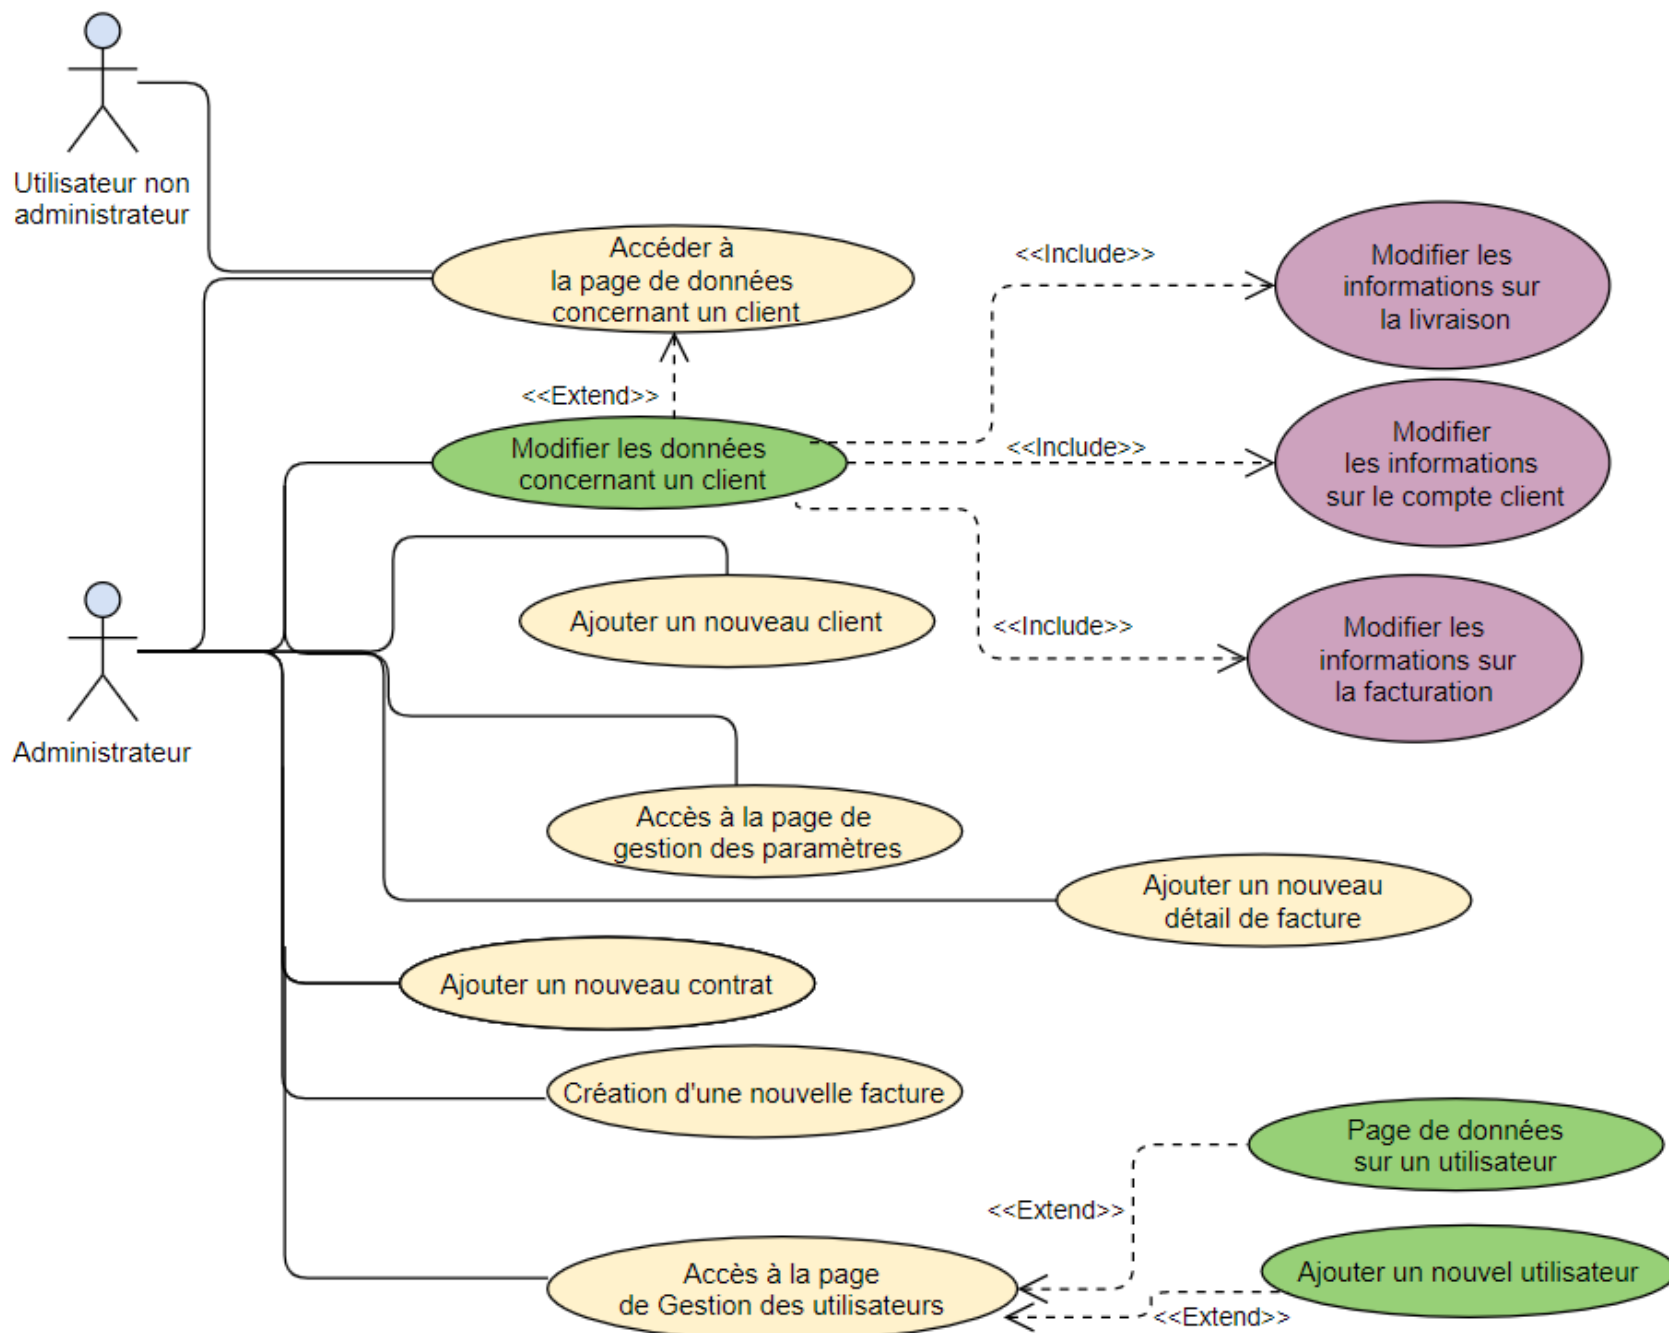 Utilisateur non
administrateur
Accéder à
la page de données
concernant un client
<<Include>>
Modifier les
informations sur
la livraison
<<Extend>>
Modifier les données
concernant un client
<<Include>>
Modifier
les informations
sur le compte client
Ajouter un nouveau client
<<Include>>
Modifier les
informations sur
la facturation
Administrateur
Accès à la page de
gestion des paramètres
Ajouter un nouveau
détail de facture
Ajouter un nouveau contrat
Création d'une nouvelle facture
Page de données
sur un utilisateur
<<Extend>>
Accès à la page
de Gestion des utilisateurs
Ajouter un nouvel utilisateur
<<Extend>>